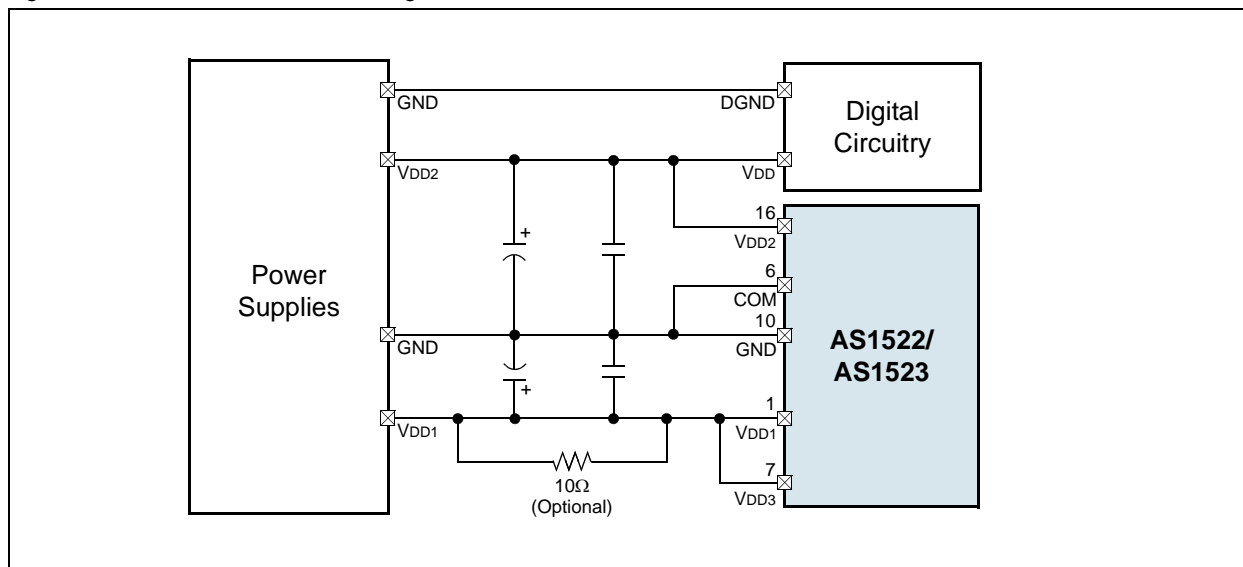 GND
DGND
Digital
Circuitry
VDD2
VDD
16
VDD2
6
COM
Power
Supplies
10
GND
GND
AS1522/
AS1523
+
+
1
VDD1
VDD1
7
VDD3
10Ω
(Optional)